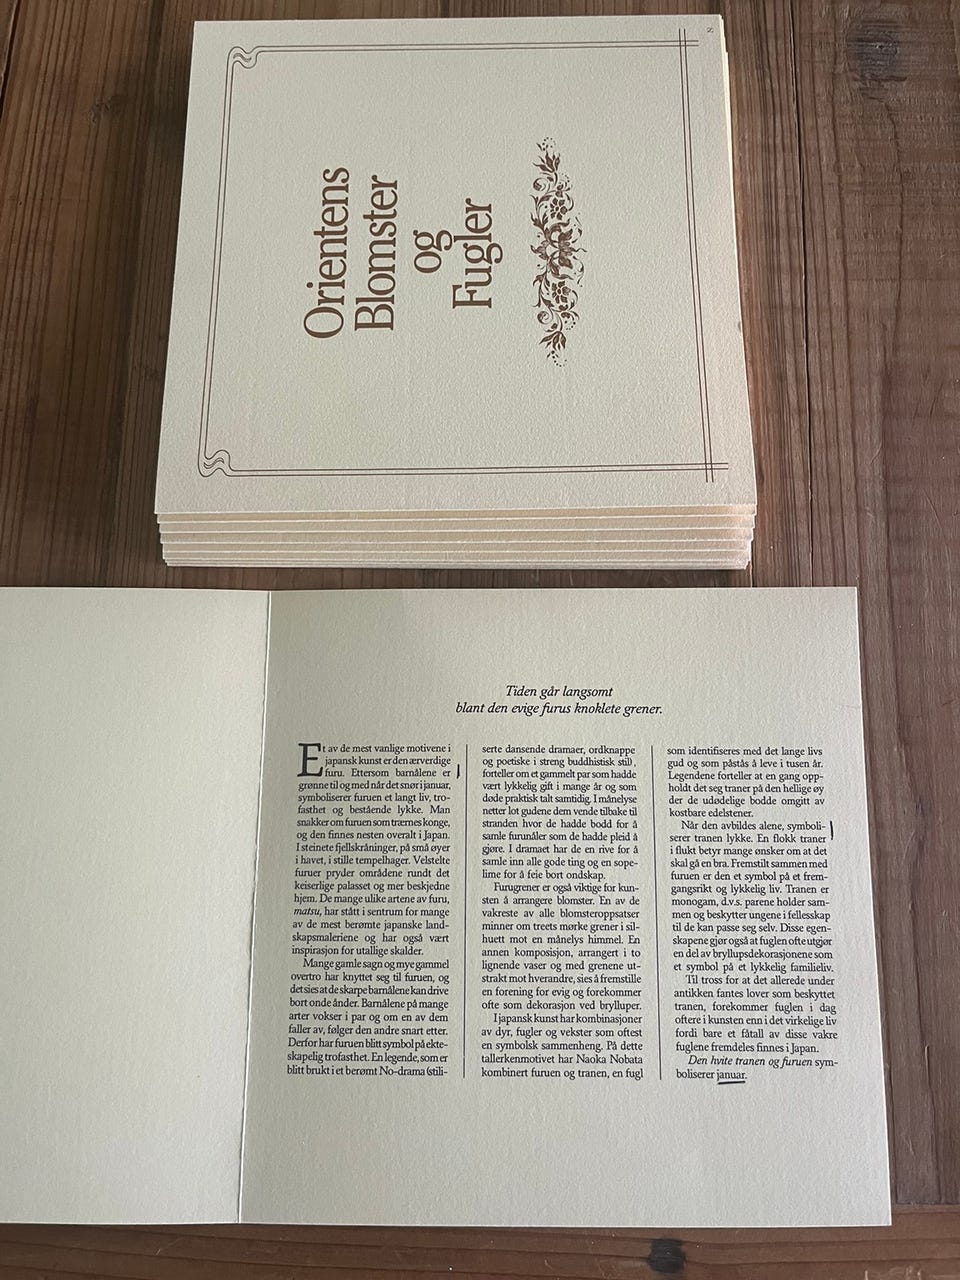 Orientens
Blomster
og
Fugler
N
Tiden går langsomt
blant den evige furus knoklete grener.
Et av de mest vanlige motivene i
japansk kunst er den ærverdige
furu. Ettersom barnålene er
grønne til og med når det snør i januar,
symboliserer furuen et langt liv, tro-
fasthet og bestående lykke. Man
snakker om furuen som trærnes konge,
og den finnes nesten overalt i Japan.
I steinete fjellskråninger, på små øyer
i havet, i stille tempelhager. Velstelte
furuer pryder områdene rundt det
keiserlige palasset og mer beskjedne
hjem. De mange ulike artene av furu,
matsu, har stått i sentrum for mange
av de mest berømte japanske land-
skapsmaleriene og har også vært
inspirasjon for utallige skalder.
Mange gamle sagn og mye gammel
overtro har knyttet seg til furuen, og
det sies at de skarpe barnålene kan drive
bort onde ånder. Barnålene på mange
arter vokser i par og om en av dem
faller av, følger den andre snart etter.
Derfor har furuen blitt symbol på ekte-
skapelig trofasthet. En legende, som er
blitt brukt i et berømt No-drama (stili-
serte dansende dramaer, ordknappe
og poetiske i streng buddhistisk stil),
forteller om et gammelt par som hadde
vært lykkelig gift i mange år og som
døde praktisk talt samtidig. I månelyse
netter lot gudene dem vende tilbake til
stranden hvor de hadde bodd for å
samle furunåler som de hadde pleid å
gjøre. I dramaet har de en rive for å
samle inn alle gode ting og en sope-
lime for å feie bort ondskap.
Furugrener er også viktige for kun-
sten å arrangere blomster. En av de
vakreste av alle blomsteroppsatser
minner om treets mørke grener i sil-
huett mot en månelys himmel. En
annen komposisjon, arrangert i to
lignende vaser og med grenene ut-
strakt mot hverandre, sies å fremstille
en forening for evig og forekommer
ofte som dekorasjon ved brylluper.
I japansk kunst har kombinasjoner
av dyr, fugler og vekster som oftest
en symbolsk sammenheng. På dette
tallerkenmotivet har Naoka Nobata
kombinert furuen og tranen, en fugl
som identifiseres med det lange livs
gud og som påstås å leve i tusen år.
Legendene forteller at en gang opp-
holdt det seg traner på den hellige øy
der de udødelige bodde omgitt av
kostbare edelstener.
Når den avbildes alene, symboli-
serer tranen lykke. En flokk traner
i flukt betyr mange ønsker om at det
skal gå en bra. Fremstilt sammen med
furuen er den et symbol på et frem-
gangsrikt og lykkelig liv. Tranen er
monogam, d.v.s. parene holder sam-
men og beskytter ungene i fellesskap
til de kan passe seg selv. Disse egen-
skapene gjør også at fuglen ofte utgjør
en del av bryllupsdekorasjonene som
et symbol på et lykkelig familieliv.
Til tross for at det allerede under
antikken fantes lover som beskyttet
tranen, forekommer fuglen i dag
oftere i kunsten enn i det virkelige liv
fordi bare et fåtall av disse vakre
fuglene fremdeles finnes i Japan.
Den hvite tranen og furuen sym-
boliserer januar.